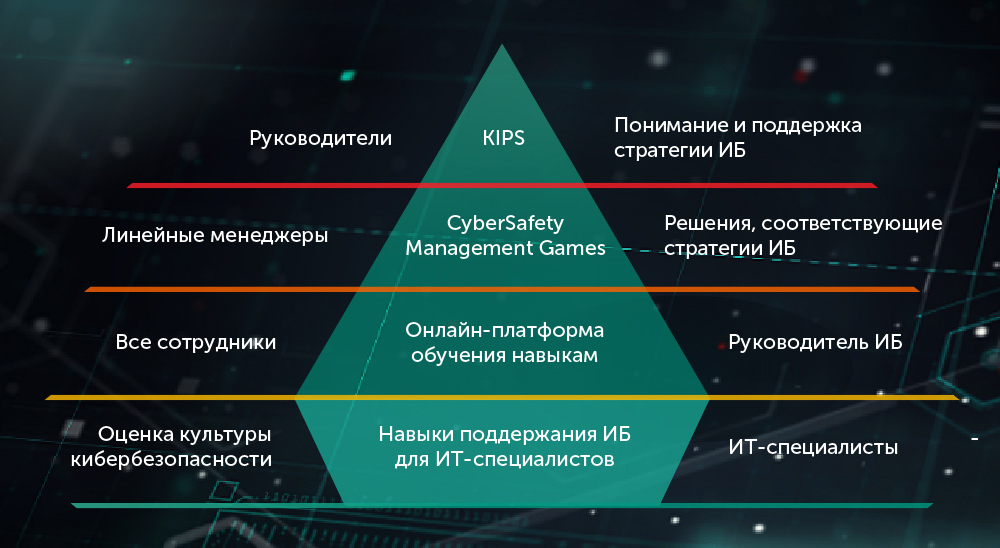 Руководители
KIPS
Понимание и поддержка
стратегии ИБ
Линейные менеджеры
CyberSafety
Management Games
Решения, соответствующие
стратегии ИБ
Все сотрудники
Онлайн-платформа
обучения навыкам
Руководитель ИБ
Оценка культуры
кибербезопасности
Навыки поддержания ИБ
для ИТ-специалистов
ИТ-специалисты
-